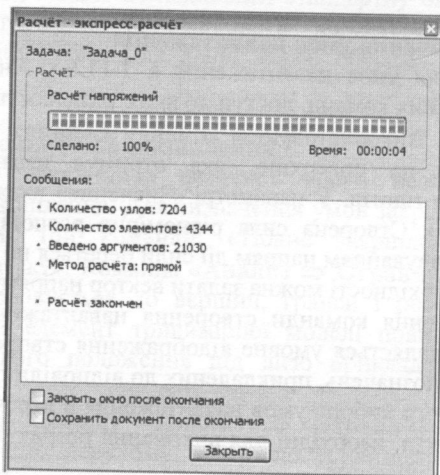 Расчёт - экспресс-расчёт
Задача: "Задача_0"
Расчёт
Расчёт напряжений
Сделано: 100% Время: 00:00:04
Сообщения:
• Количество узлов: 7204
• Количество элементов: 4344
• Введено аргументов: 21030
• Метод расчёта: прямой
• Расчёт закончен
Закрыть окно после окончания
Сохранить документ после окончания
Закрыть